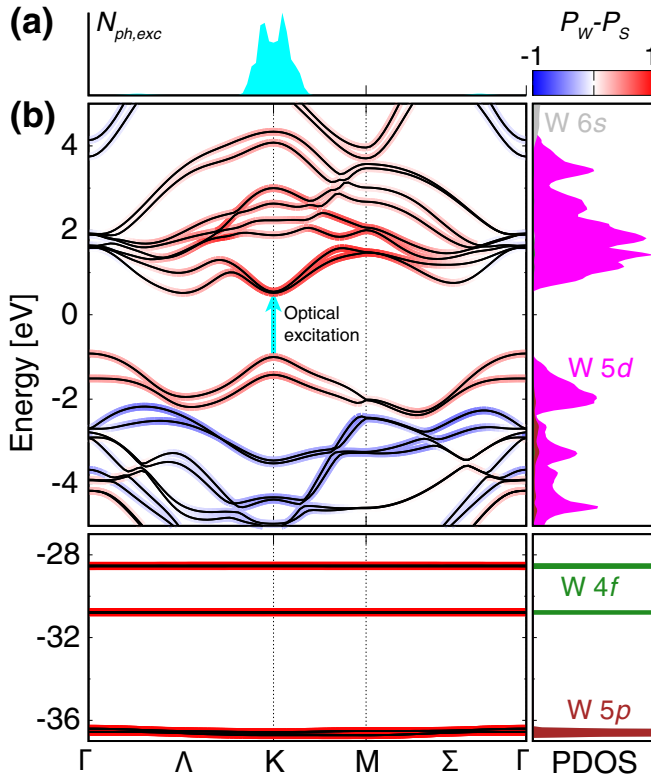 (a) N_ph,exc P_W-P_S
-1 1
(b)
W 6s
4
2
Optical
excitation
0
W 5d
-2
-4
Energy [eV]
-28
W 4f
-32
-36
W 5p
Γ Λ K M Σ Γ PDOS